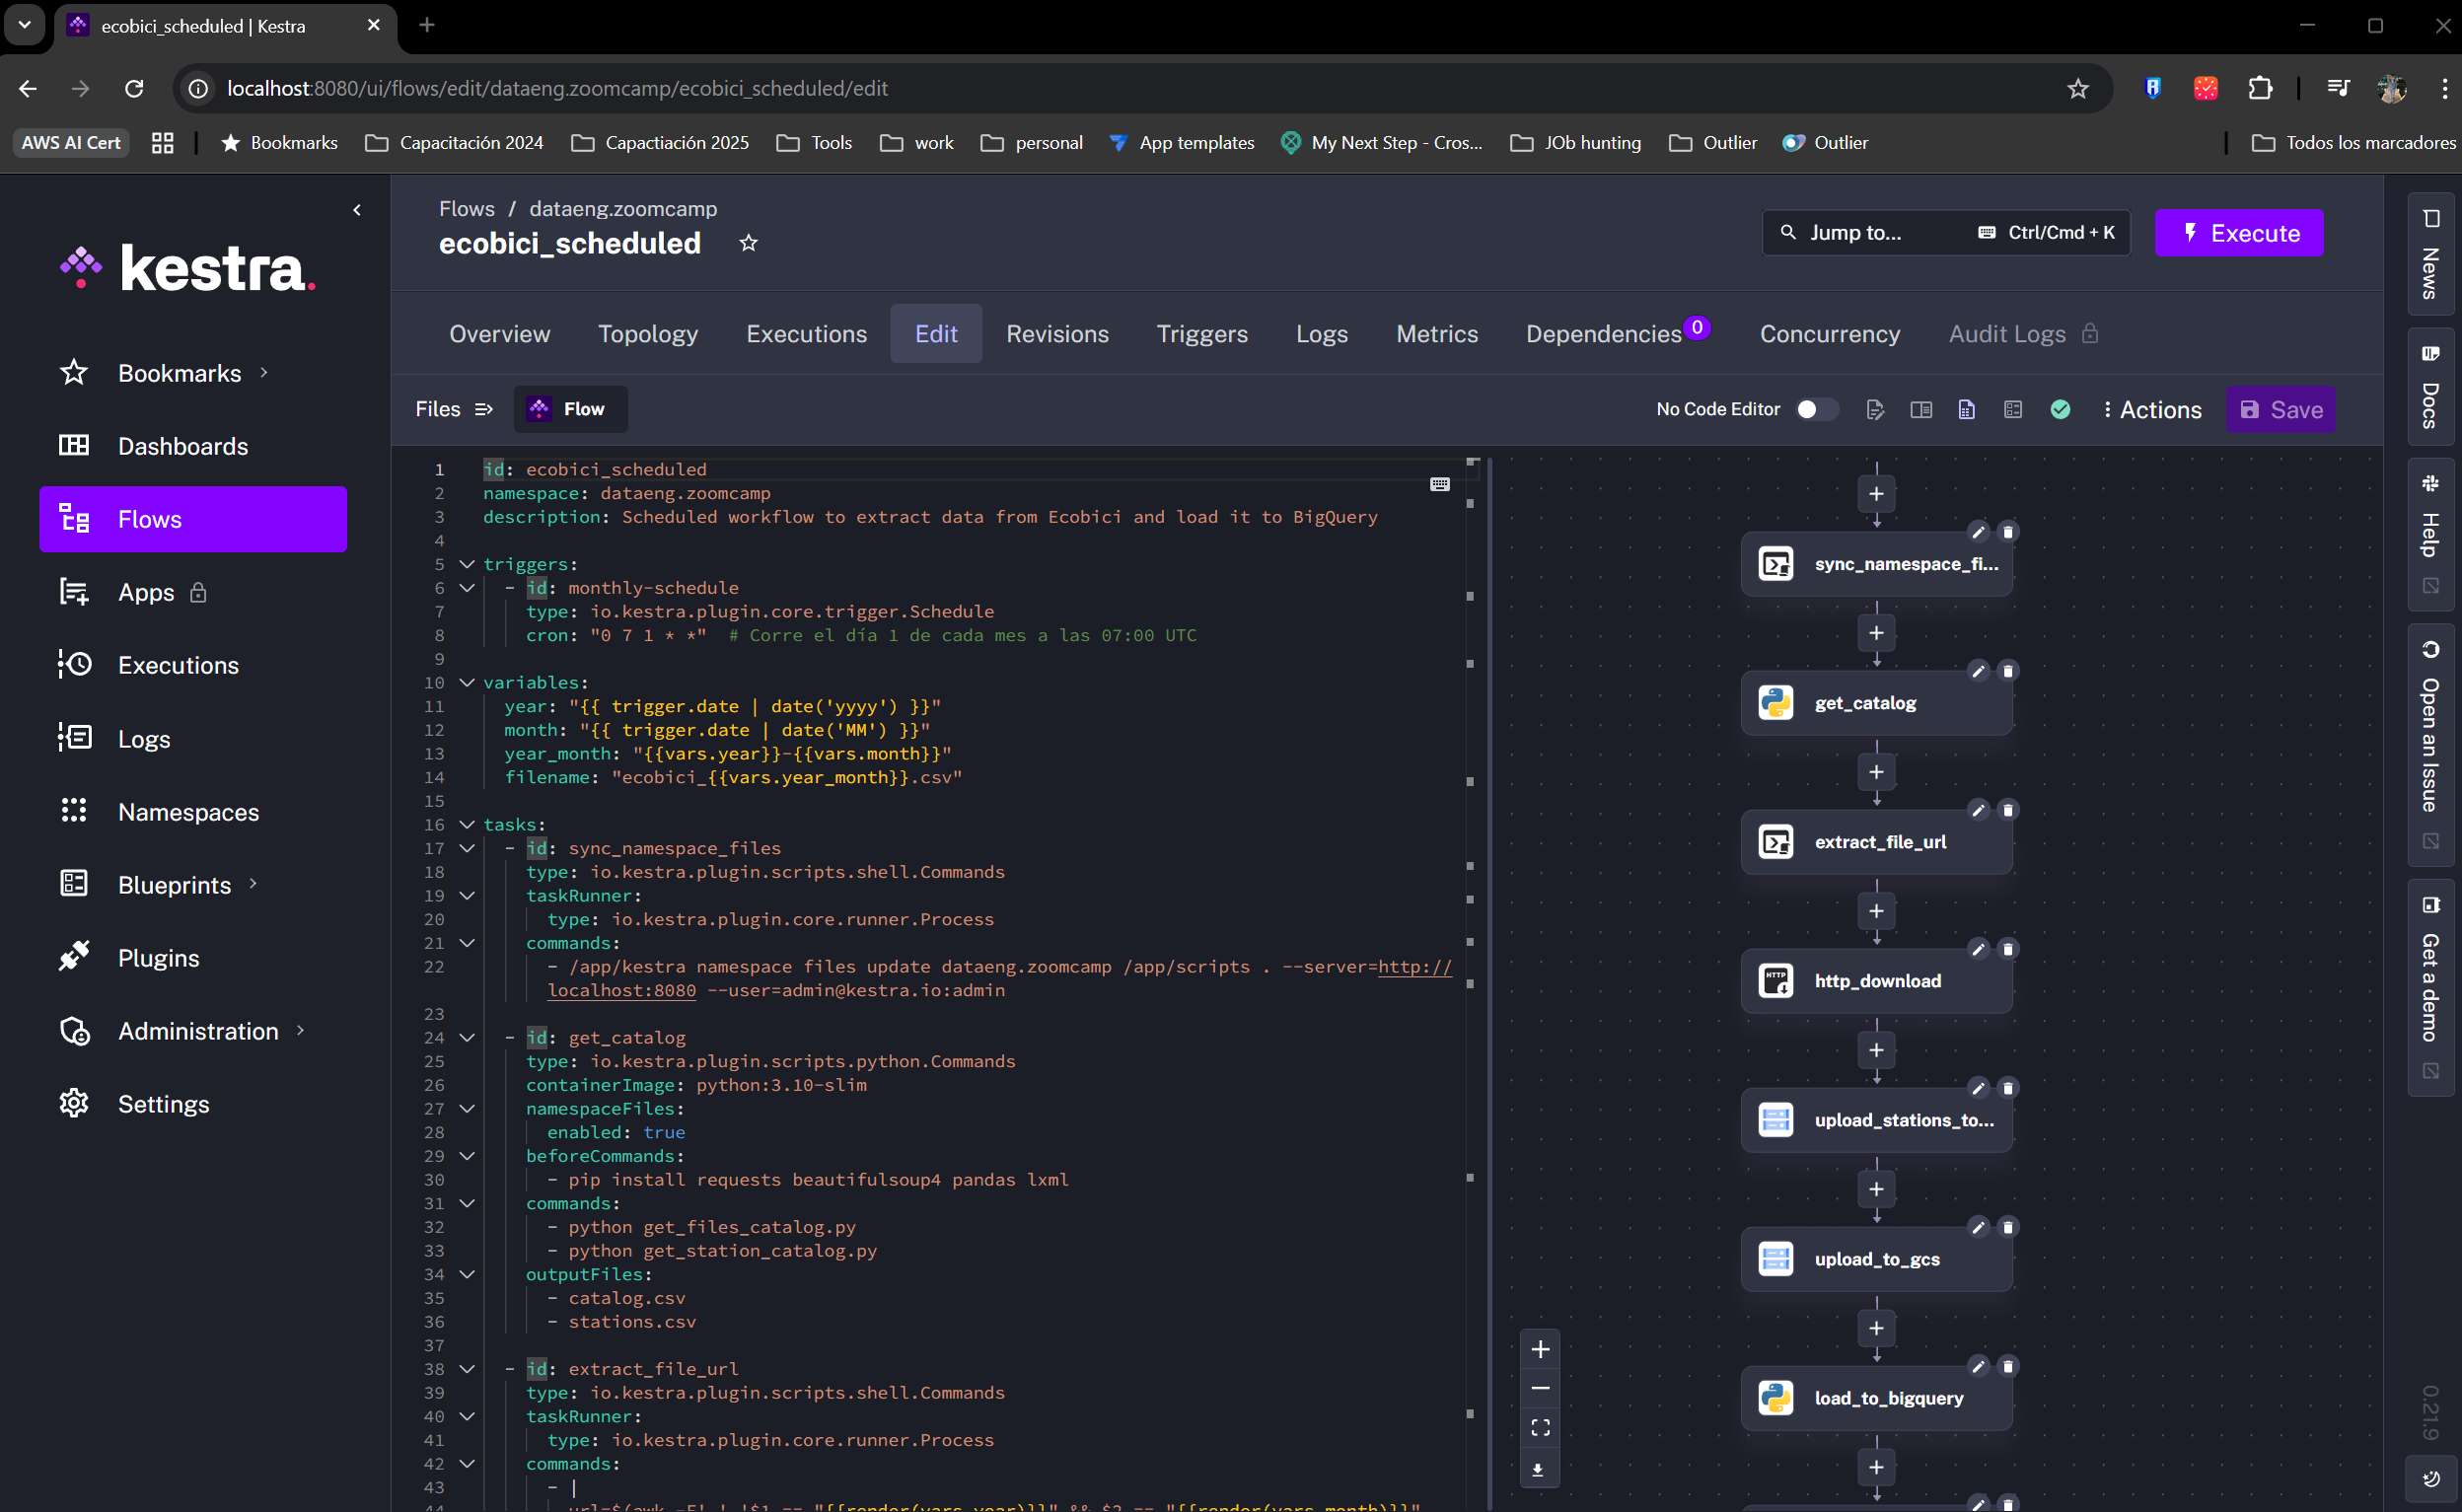 ecobici_scheduled | Kestra
localhost:8080/ui/flows/edit/dataeng.zoomcamp/ecobici_scheduled/edit
AWS AI Cert
Bookmarks
Capacitación 2024
Capactiación 2025
Tools
work
personal
App templates
My Next Step - Cros...
JOb hunting
Outlier
Outlier
Todos los marcadores
kestra.
Bookmarks
Dashboards
Flows
Apps
Executions
Logs
Namespaces
Blueprints
Plugins
Administration
Settings
Flows / dataeng.zoomcamp
ecobici_scheduled
Jump to...
Ctrl/Cmd + K
Execute
Overview
Topology
Executions
Edit
Revisions
Triggers
Logs
Metrics
Dependencies 0
Concurrency
Audit Logs
Files
Flow
No Code Editor
Actions
Save
1 id: ecobici_scheduled
2 namespace: dataeng.zoomcamp
3 description: Scheduled workflow to extract data from Ecobici and load it to BigQuery
4
5 triggers:
6 - id: monthly-schedule
7 type: io.kestra.plugin.core.trigger.Schedule
8 cron: "0 7 1 * *" # Corre el día 1 de cada mes a las 07:00 UTC
9
10 variables:
11 year: "{{ trigger.date | date('yyyy') }}"
12 month: "{{ trigger.date | date('MM') }}"
13 year_month: "{{vars.year}}-{{vars.month}}"
14 filename: "ecobici_{{vars.year_month}}.csv"
15
16 tasks:
17 - id: sync_namespace_files
18 type: io.kestra.plugin.scripts.shell.Commands
19 taskRunner:
20 type: io.kestra.plugin.core.runner.Process
21 commands:
22 - /app/kestra namespace files update dataeng.zoomcamp /app/scripts . --server=http://
localhost:8080 --user=admin@kestra.io:admin
23
24 - id: get_catalog
25 type: io.kestra.plugin.scripts.python.Commands
26 containerImage: python:3.10-slim
27 namespaceFiles:
28 enabled: true
29 beforeCommands:
30 - pip install requests beautifulsoup4 pandas lxml
31 commands:
32 - python get_files_catalog.py
33 - python get_station_catalog.py
34 outputFiles:
35 - catalog.csv
36 - stations.csv
37
38 - id: extract_file_url
39 type: io.kestra.plugin.scripts.shell.Commands
40 taskRunner:
41 type: io.kestra.plugin.core.runner.Process
42 commands:
43 - |
sync_namespace_fi...
get_catalog
extract_file_url
http_download
upload_stations_to...
upload_to_gcs
load_to_bigquery
HTTP
News
Docs
Help
Open an Issue
Get a demo
0.21.9